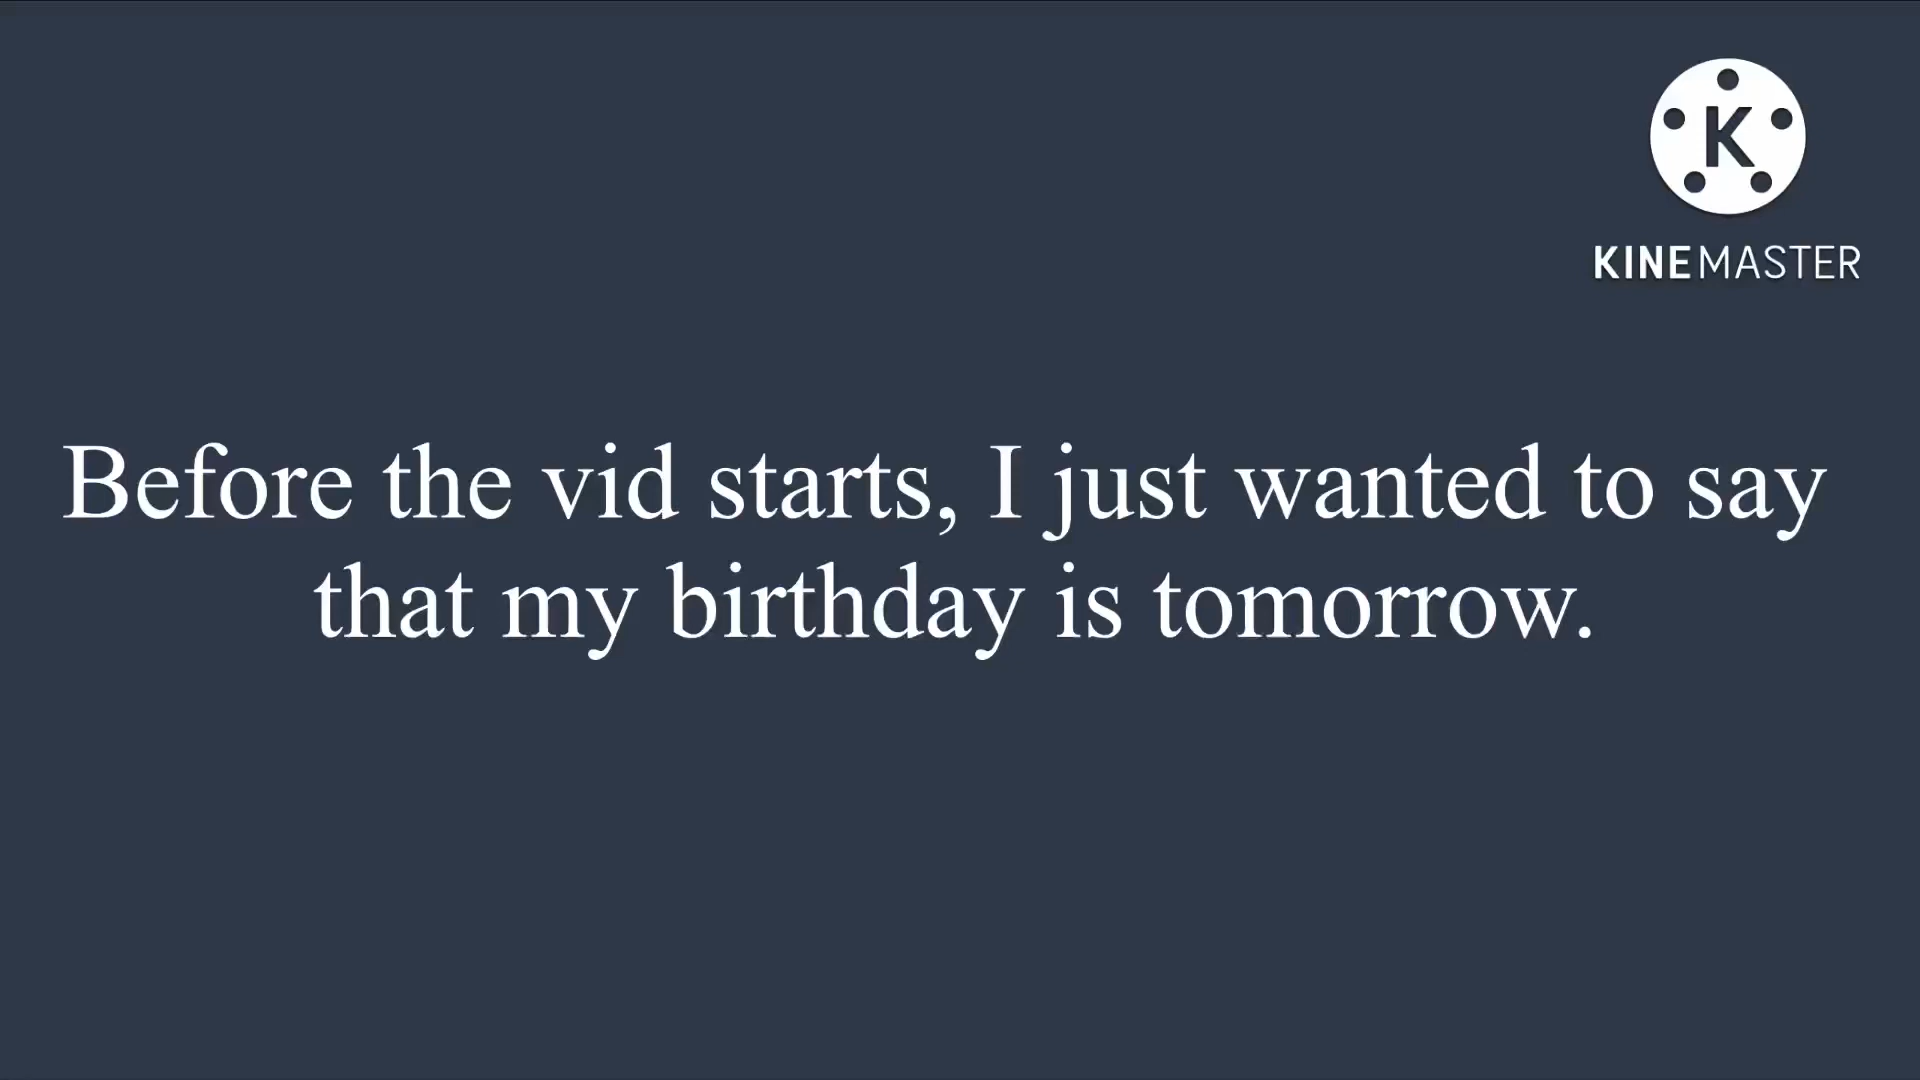 K
KINEMASTER
Before the vid starts, I just wanted to say
that my birthday is tomorrow.